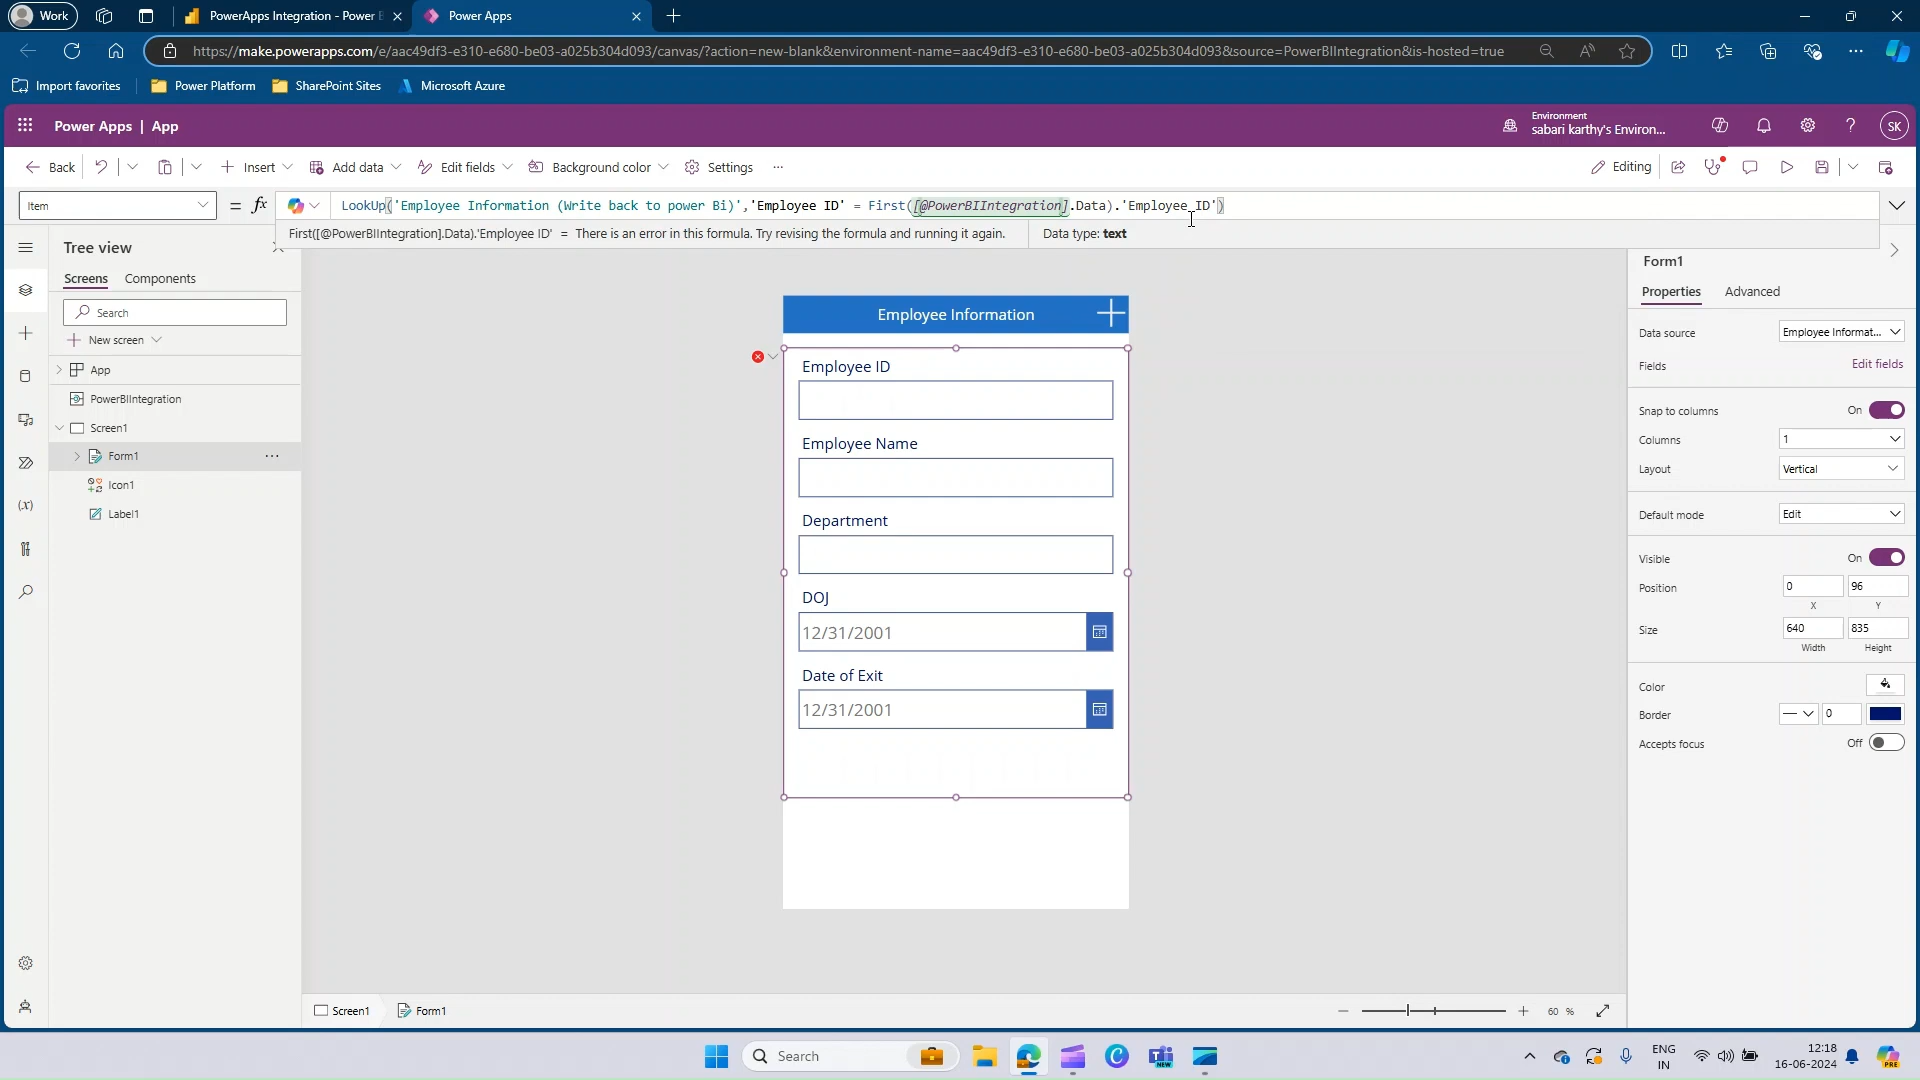 Work
PowerApps Integration - Power B
Power Apps
https://make.powerapps.com/e/aac49df3-e310-e680-be03-a025b304d093/canvas/?action=new-blank&environment-name=aac49df3-e310-e680-be03-a025b304d093&source=PowerBIIntegration&is-hosted=true
Import favorites
Power Platform
SharePoint Sites
Microsoft Azure
Power Apps | App
Environment
sabari karthy's Environ...
SK
Back
Insert
Add data
Edit fields
Background color
Settings
Editing
Item
= fx
LookUp('Employee Information (Write back to power Bi)','Employee ID' = First([@PowerBIIntegration].Data).'Employee ID')
First([@PowerBIIntegration].Data).'Employee ID' = There is an error in this formula. Try revising the formula and running it again.
Data type: text
Tree view
Screens
Components
Search
New screen
App
PowerBIIntegration
Screen1
Form1
Icon1
Label1
Employee Information
Employee ID
Employee Name
Department
DOJ
12/31/2001
Date of Exit
12/31/2001
Form1
Properties
Advanced
Data source
Employee Informat...
Fields
Edit fields
Snap to columns
On
Columns
1
Layout
Vertical
Default mode
Edit
Visible
On
Position
0
96
X
Y
Size
640
835
Width
Height
Color
Border
0
Accepts focus
Off
Screen1
Form1
60 %
Search
ENG
IN
12:18
16-06-2024
NEW
PRE